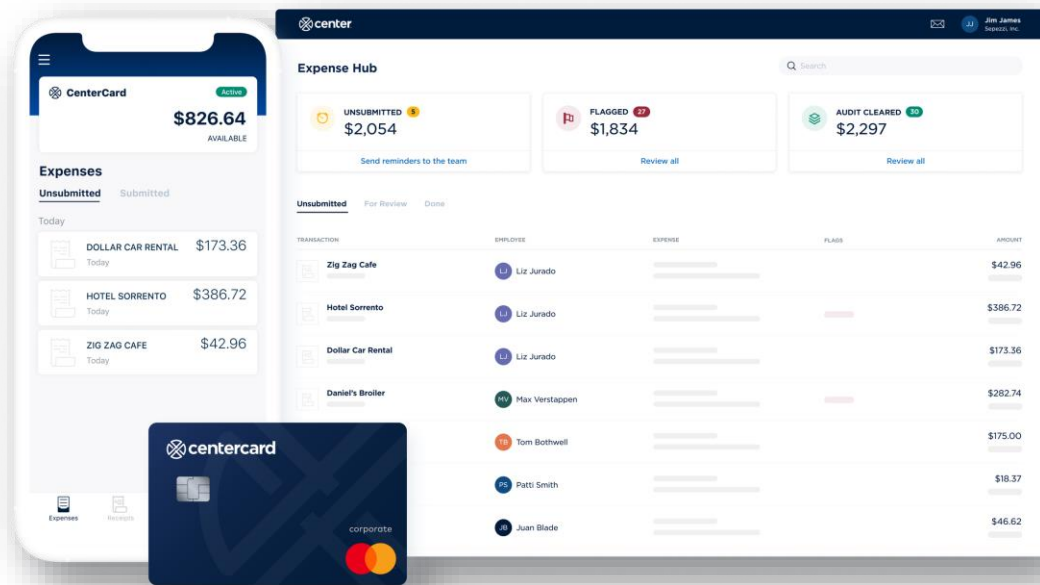 CenterCard
Active
$826.64
AVAILABLE
Expenses
Unsubmitted Submitted
Today
DOLLAR CAR RENTAL $173.36
Today
HOTEL SORRENTO $386.72
Today
ZIG ZAG CAFE $42.96
Today
Expenses Receipts
centercard
corporate
center
JJ Jim James
Sepezzi, Inc.
Expense Hub
Search
UNSUBMITTED 5
$2,054
Send reminders to the team
FLAGGED 27
$1,834
Review all
AUDIT CLEARED 30
$2,297
Review all
Unsubmitted For Review Done
TRANSACTION EMPLOYEE EXPENSE FLAGS AMOUNT
Zig Zag Cafe LJ Liz Jurado $42.96
Hotel Sorrento LJ Liz Jurado $386.72
Dollar Car Rental LJ Liz Jurado $173.36
Daniel's Broiler MV Max Verstappen $282.74
TB Tom Bothwell $175.00
PS Patti Smith $18.37
JB Juan Blade $46.62